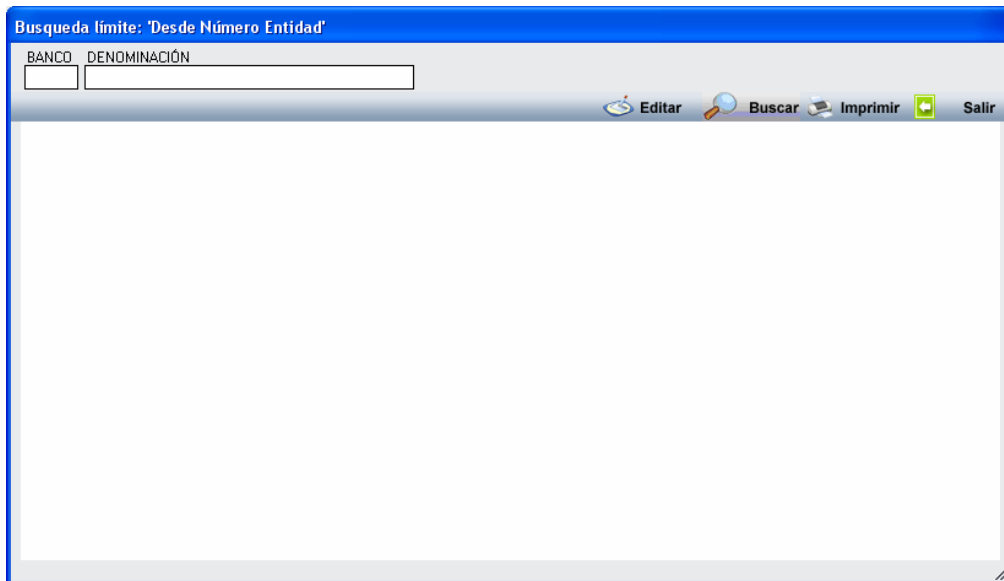 Busqueda límite: 'Desde Número Entidad'
BANCO DENOMINACIÓN
Editar Buscar Imprimir Salir